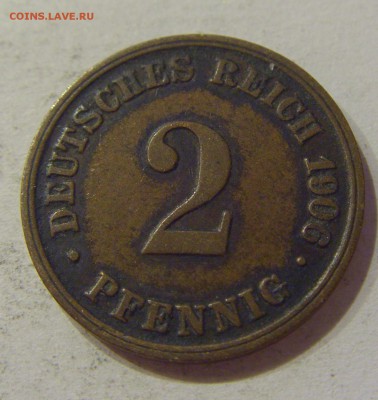 COINS.LAVE.RU
DEUTSCHES REICH 1906
2
PFENNIG